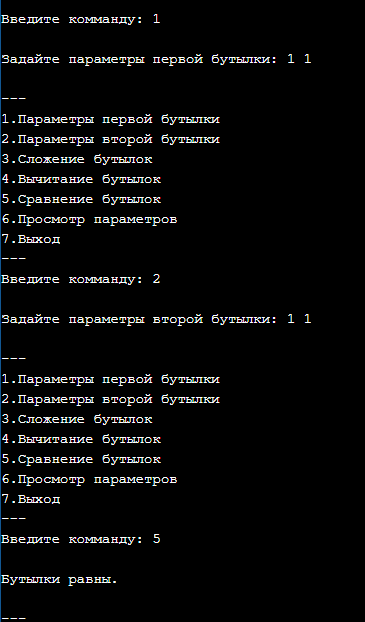 Введите комманду: 1
Задайте параметры первой бутылки: 1 1
---
1.Параметры первой бутылки
2.Параметры второй бутылки
3.Сложение бутылок
4.Вычитание бутылок
5.Сравнение бутылок
6.Просмотр параметров
7.Выход
---
Введите комманду: 2
Задайте параметры второй бутылки: 1 1
---
1.Параметры первой бутылки
2.Параметры второй бутылки
3.Сложение бутылок
4.Вычитание бутылок
5.Сравнение бутылок
6.Просмотр параметров
7.Выход
---
Введите комманду: 5
Бутылки равны.
---